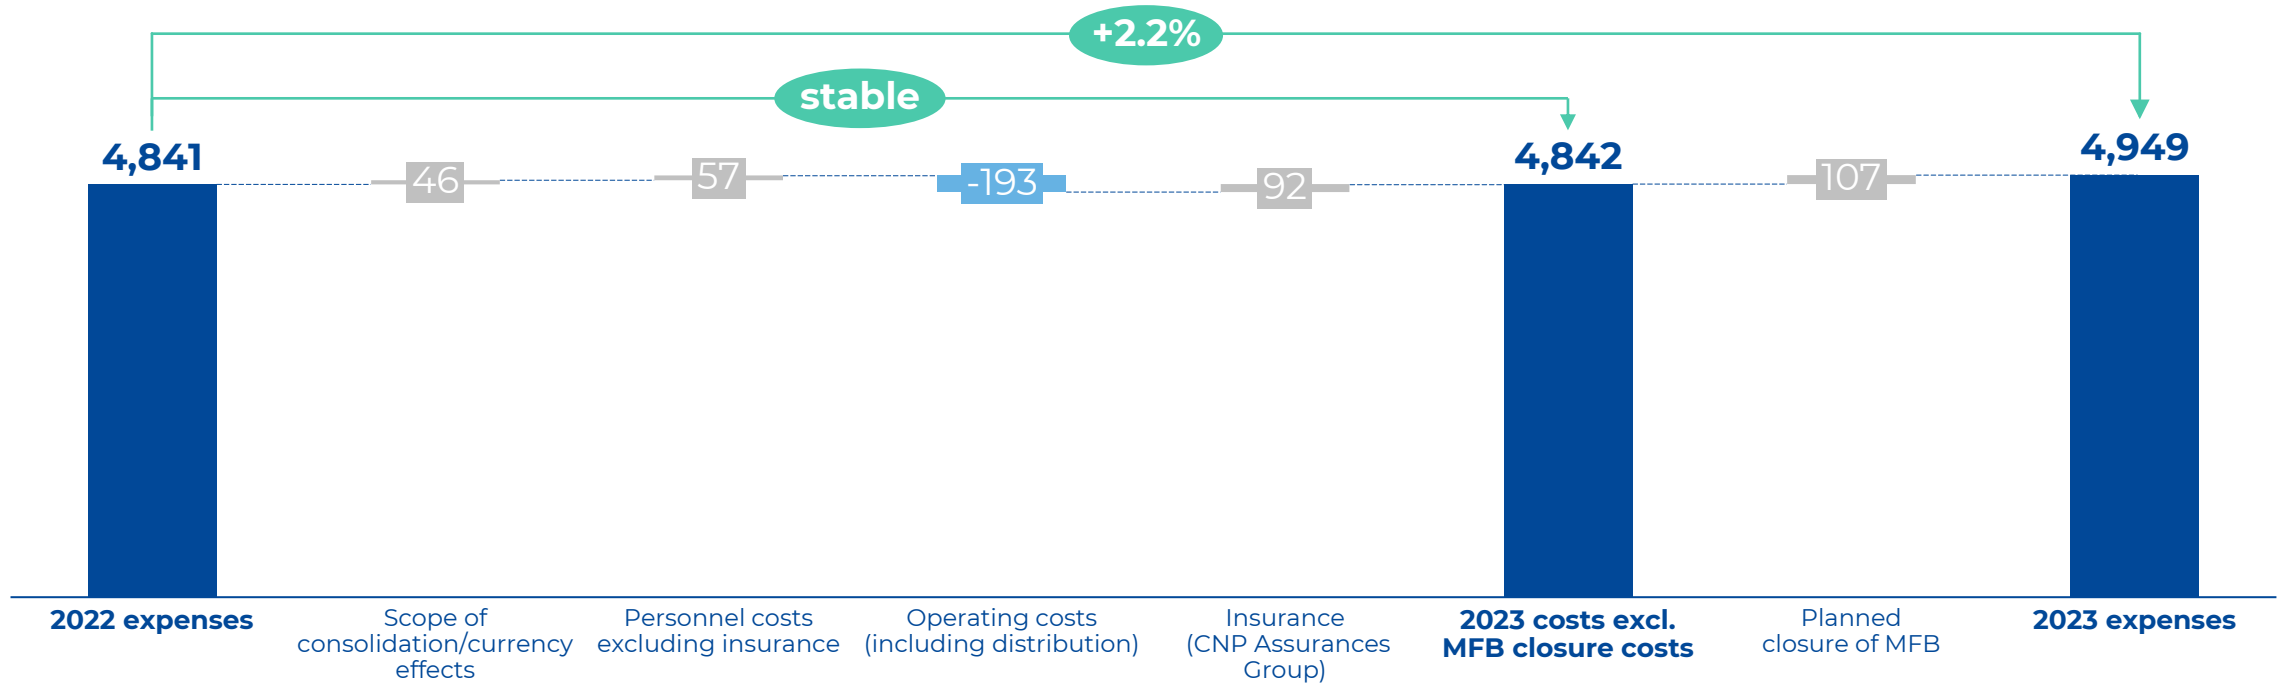 +2.2%
stable
4,841
46
57
-193
92
4,842
107
4,949
2022 expenses
Scope of
consolidation/currency
effects
Personnel costs
excluding insurance
Operating costs
(including distribution)
Insurance
(CNP Assurances
Group)
2023 costs excl.
MFB closure costs
Planned
closure of MFB
2023 expenses